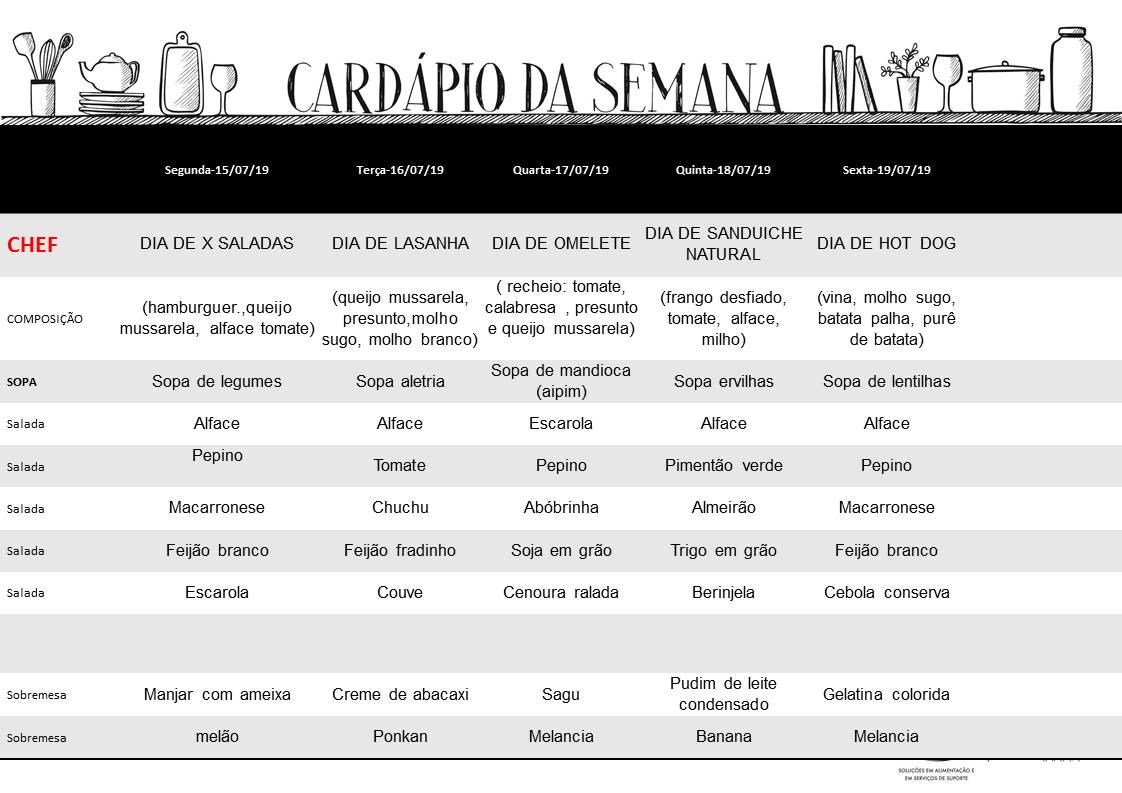 CARDÁPIO DA SEMANA
Segunda-15/07/19 Terça-16/07/19 Quarta-17/07/19 Quinta-18/07/19 Sexta-19/07/19
CHEF DIA DE X SALADAS DIA DE LASANHA DIA DE OMELETE DIA DE SANDUICHE NATURAL DIA DE HOT DOG
COMPOSIÇÃO (hamburguer.,queijo mussarela, alface tomate) (queijo mussarela, presunto,molho sugo, molho branco) ( recheio: tomate, calabresa , presunto e queijo mussarela) (frango desfiado, tomate, alface, milho) (vina, molho sugo, batata palha, purê de batata)
SOPA Sopa de legumes Sopa aletria Sopa de mandioca (aipim) Sopa ervilhas Sopa de lentilhas
Salada Alface Alface Escarola Alface Alface
Salada Pepino Tomate Pepino Pimentão verde Pepino
Salada Macarronese Chuchu Abóbrinha Almeirão Macarronese
Salada Feijão branco Feijão fradinho Soja em grão Trigo em grão Feijão branco
Salada Escarola Couve Cenoura ralada Berinjela Cebola conserva
Sobremesa Manjar com ameixa Creme de abacaxi Sagu Pudim de leite condensado Gelatina colorida
Sobremesa melão Ponkan Melancia Banana Melancia
SOLUÇÕES EM ALIMENTAÇÃO E
EM SERVIÇOS DE SUPORTE